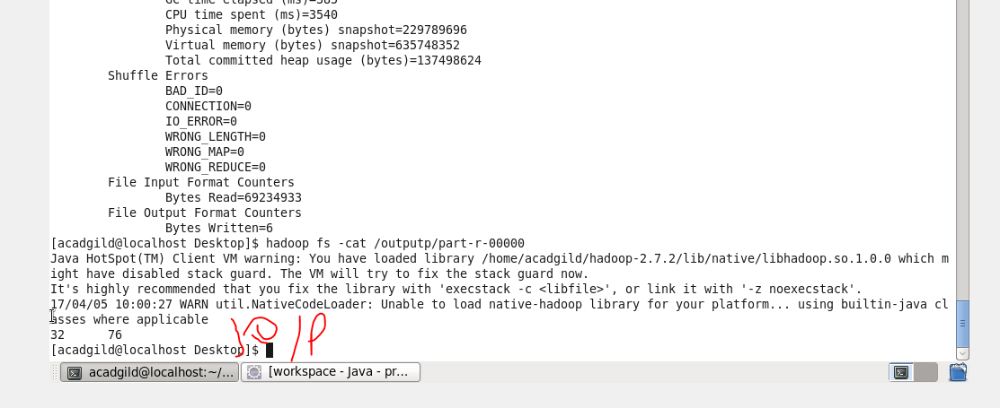 CPU time spent (ms)=3540
Physical memory (bytes) snapshot=229789696
Virtual memory (bytes) snapshot=635748352
Total committed heap usage (bytes)=137498624
Shuffle Errors
BAD_ID=0
CONNECTION=0
IO_ERROR=0
WRONG_LENGTH=0
WRONG_MAP=0
WRONG_REDUCE=0
File Input Format Counters
Bytes Read=69234933
File Output Format Counters
Bytes Written=6
[acadgild@localhost Desktop]$ hadoop fs -cat /outputp/part-r-00000
Java HotSpot(TM) Client VM warning: You have loaded library /home/acadgild/hadoop-2.7.2/lib/native/libhadoop.so.1.0.0 which m
ight have disabled stack guard. The VM will try to fix the stack guard now.
It's highly recommended that you fix the library with 'execstack -c <libfile>', or link it with '-z noexecstack'.
17/04/05 10:00:27 WARN util.NativeCodeLoader: Unable to load native-hadoop library for your platform... using builtin-java cl
asses where applicable
32 76
[acadgild@localhost Desktop]$
acadgild@localhost:~/... [workspace - Java - pr...